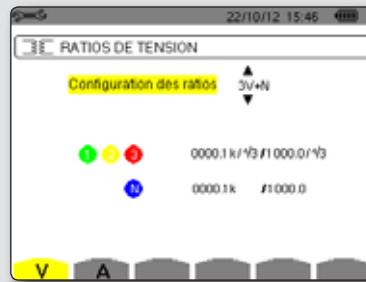 22/10/12 15:46
RATIOS DE TENSION
Configuration des ratios 3V+N
1 2 3 0000.1k/√3 /1000.0/√3
N 0000.1k /1000.0
V A